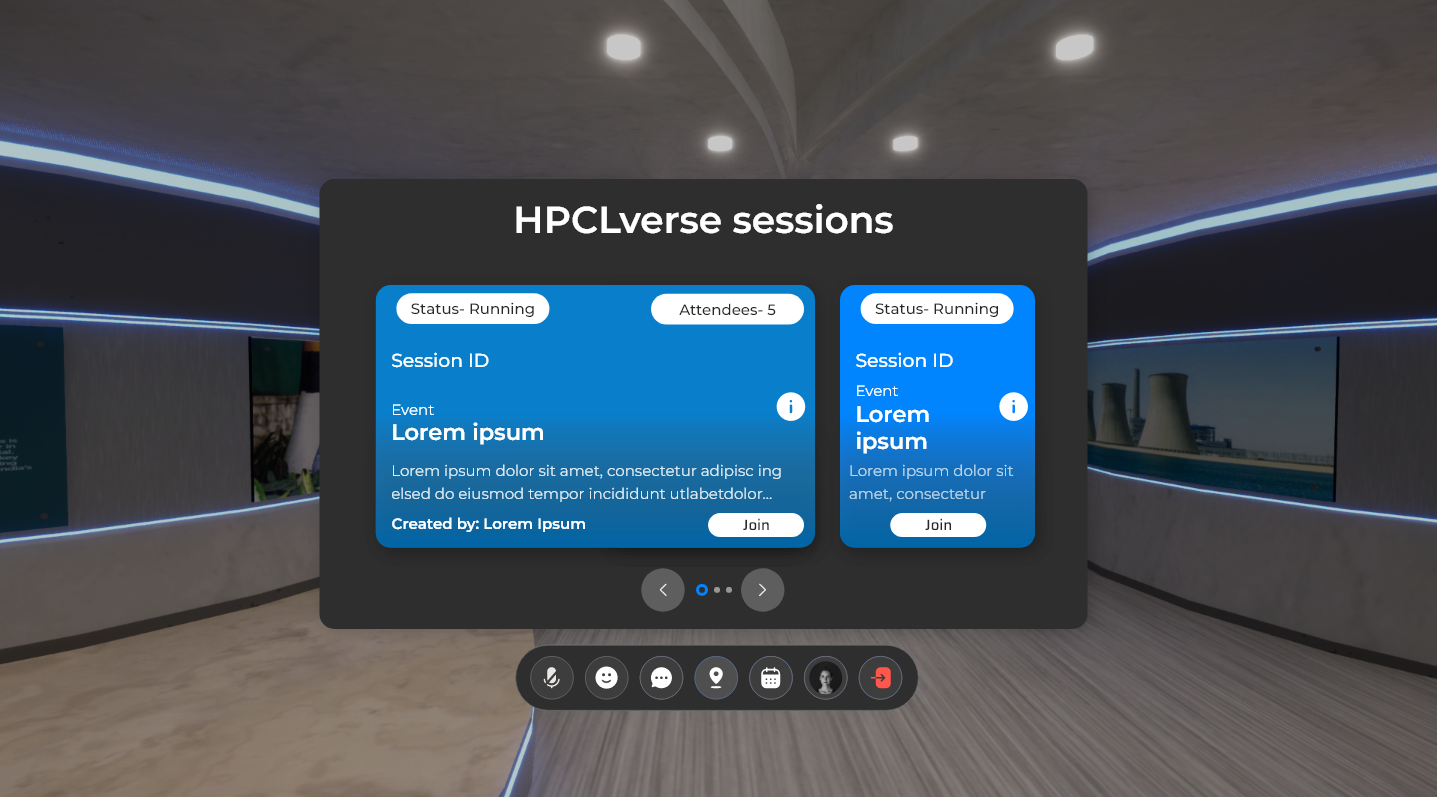 HPCLverse sessions
Status- Running
Attendees- 5
Session ID
Event
Lorem ipsum
Lorem ipsum dolor sit amet, consectetur adipisc ing
elsed do eiusmod tempor incididunt utlabetdolor...
Created by: Lorem Ipsum
Join
Status- Running
Session ID
Event
Lorem
ipsum
Lorem ipsum dolor sit
amet, consectetur
Join